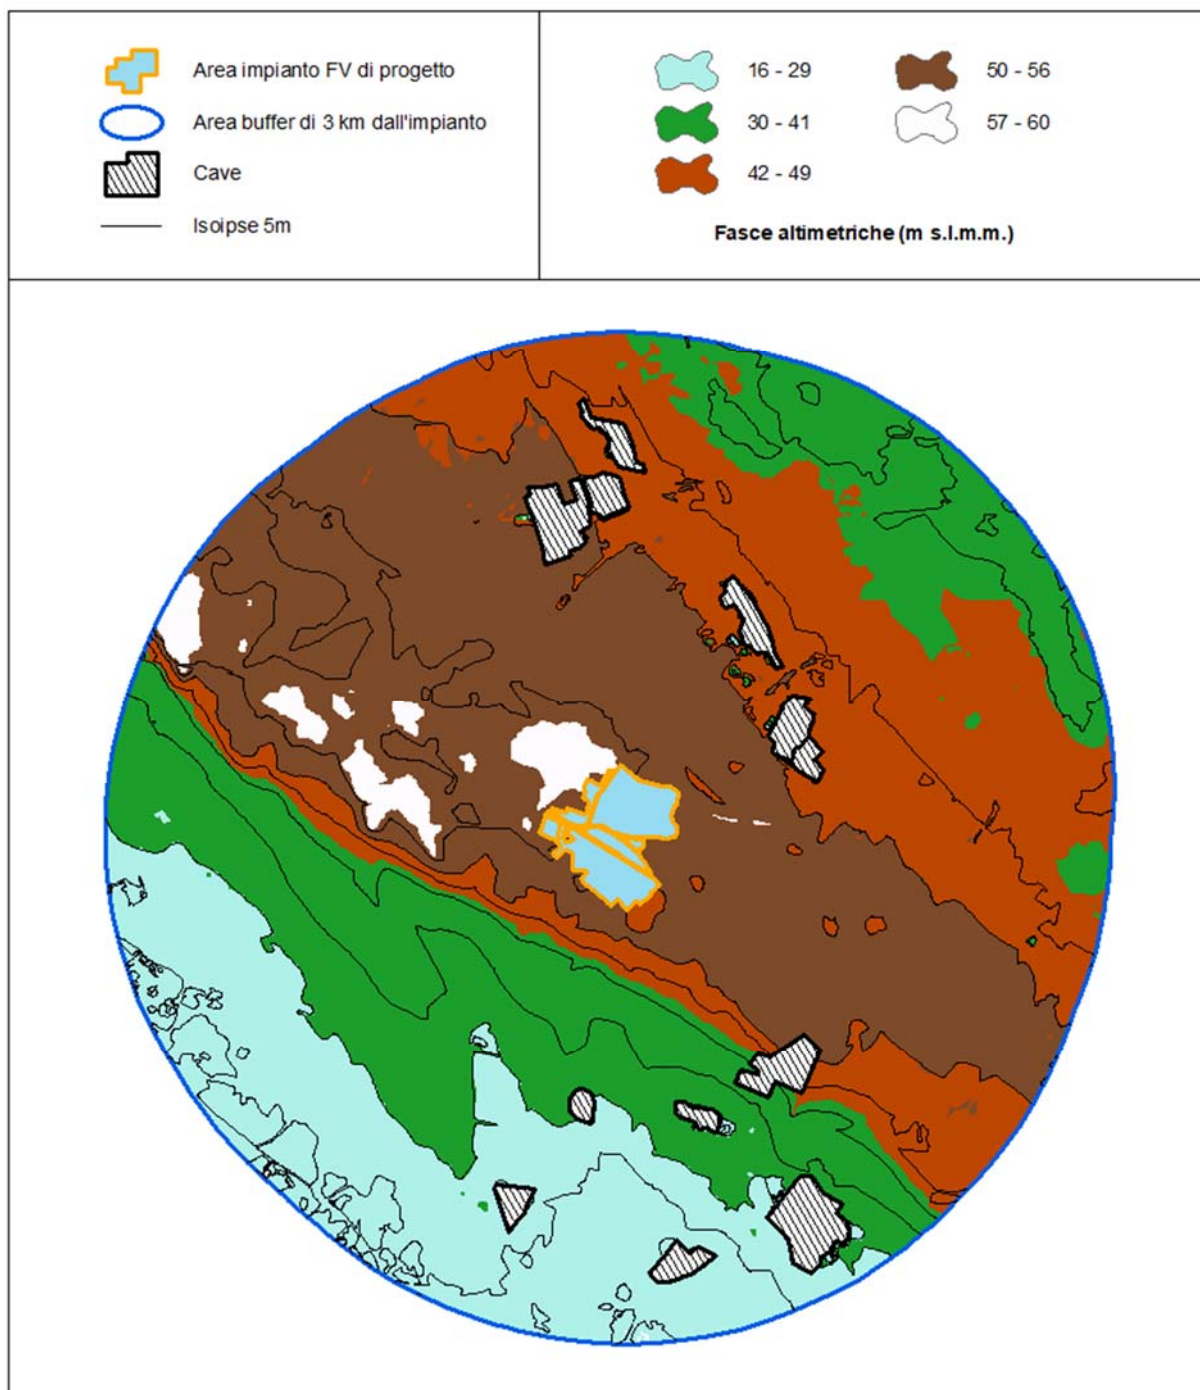 Area impianto FV di progetto
Area buffer di 3 km dall'impianto
Cave
Isoipse 5m
16 - 29
30 - 41
42 - 49
50 - 56
57 - 60
Fasce altimetriche (m s.l.m.m.)